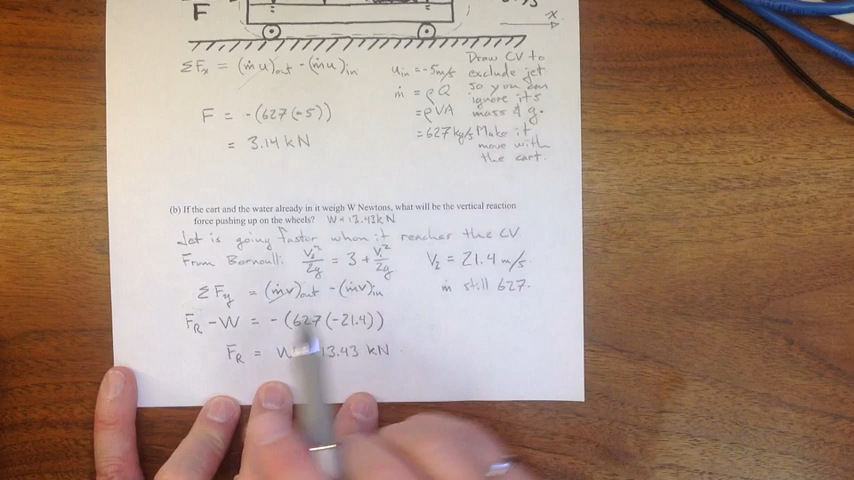 F
x
ΣFx = (ṁu)out - (ṁu)in
F = -(627(-5))
= 3.14 kN
uin = -5 m/s
ṁ = ρQ
= ρVA
= 627 kg/s
Draw CV to
exclude jet
so you can
ignore its
mass & g.
Make it
move with
the cart.
(b) If the cart and the water already in it weigh W Newtons, what will be the vertical reaction
force pushing up on the wheels? W + 13.43 kN
Jet is going faster when it reaches the CV
From Bernoulli: V2²/2g = 3 + V1²/2g
V2 = 21.4 m/s
ΣFy = (ṁv)out - (ṁv)in
ṁ still 627.
FR - W = -(627(-21.4))
FR = W 13.43 kN